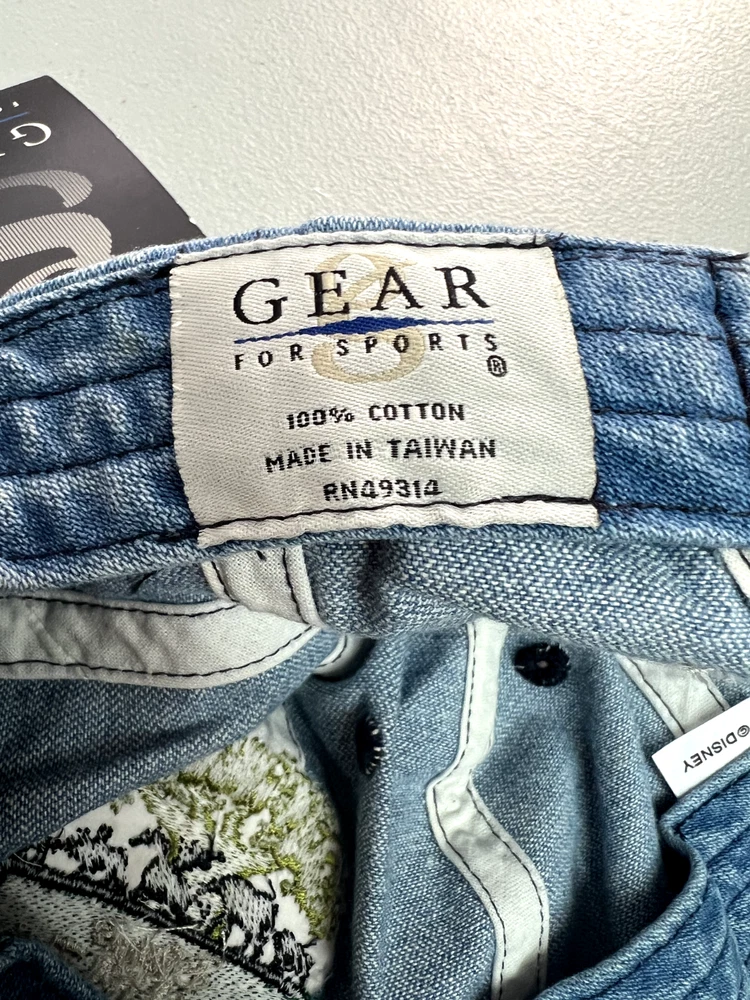 GEAR
FOR SPORTS®
100% COTTON
MADE IN TAIWAN
RN49314
©DISNEY